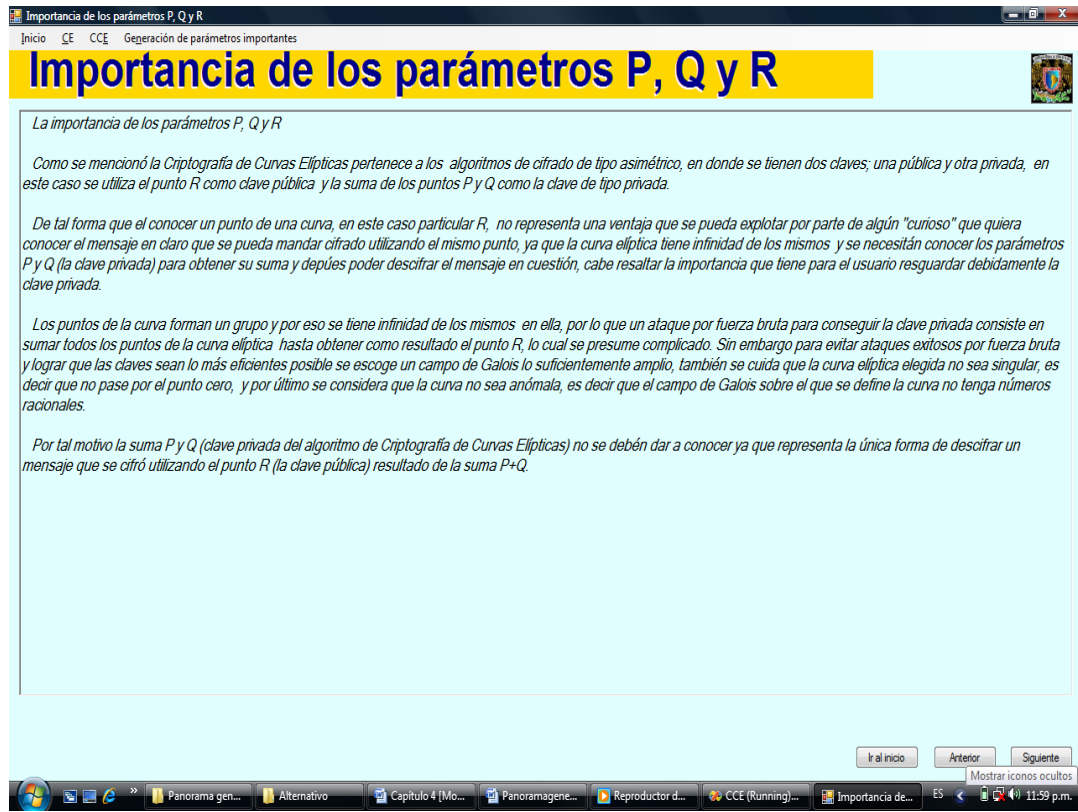 Importancia de los parámetros P, Q y R
Inicio CE CCE Generación de parámetros importantes
Importancia de los parámetros P, Q y R
La importancia de los parámetros P, Q y R
Como se mencionó la Criptografía de Curvas Elípticas pertenece a los algoritmos de cifrado de tipo asimétrico, en donde se tienen dos claves; una pública y otra privada, en
este caso se utiliza el punto R como clave pública y la suma de los puntos P y Q como la clave de tipo privada.
De tal forma que el conocer un punto de una curva, en este caso particular R, no representa una ventaja que se pueda explotar por parte de algún "curioso" que quiera
conocer el mensaje en claro que se pueda mandar cifrado utilizando el mismo punto, ya que la curva elíptica tiene infinidad de los mismos y se necesitán conocer los parámetros
P y Q (la clave privada) para obtener su suma y depúes poder descifrar el mensaje en cuestión, cabe resaltar la importancia que tiene para el usuario resguardar debidamente la
clave privada.
Los puntos de la curva forman un grupo y por eso se tiene infinidad de los mismos en ella, por lo que un ataque por fuerza bruta para conseguir la clave privada consiste en
sumar todos los puntos de la curva elíptica hasta obtener como resultado el punto R, lo cual se presume complicado. Sin embargo para evitar ataques exitosos por fuerza bruta
y lograr que las claves sean lo más eficientes posible se escoge un campo de Galois lo suficientemente amplio, también se cuida que la curva elíptica elegida no sea singular, es
decir que no pase por el punto cero, y por último se considera que la curva no sea anómala, es decir que el campo de Galois sobre el que se define la curva no tenga números
racionales.
Por tal motivo la suma P y Q (clave privada del algoritmo de Criptografía de Curvas Elípticas) no se debén dar a conocer ya que representa la única forma de descifrar un
mensaje que se cifró utilizando el punto R (la clave pública) resultado de la suma P+Q.
Ir al inicio Anterior Siguiente
Mostrar iconos ocultos
Panorama gen... Alternativo Capítulo 4 [Mo... Panoramagene... Reproductor d... CCE (Running)... Importancia de... ES 11:59 p.m.